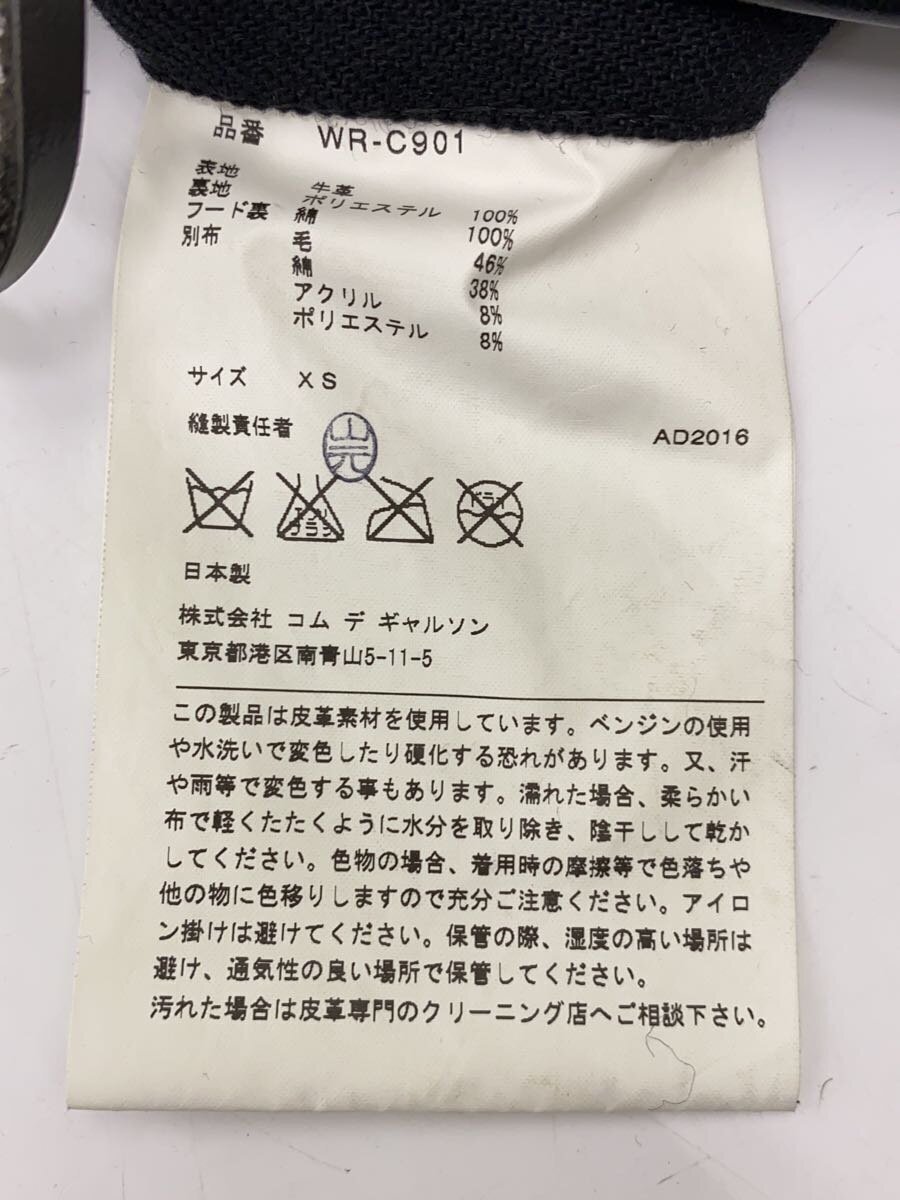 品番 WR-C901
表地 牛革
裏地 ポリエステル 100%
フード裏 綿 100%
別布 毛 46%
綿 38%
アクリル 8%
ポリエステル 8%
サイズ XS
縫製責任者 山元 AD2016
エンソ サラシ ドライ
日本製
株式会社 コム デ ギャルソン
東京都港区南青山5-11-5
この製品は皮革素材を使用しています。ベンジンの使用
や水洗いで変色したり硬化する恐れがあります。又、汗
や雨等で変色する事もあります。濡れた場合、柔らかい
布で軽くたたくように水分を取り除き、陰干しして乾か
してください。色物の場合、着用時の摩擦等で色落ちや
他の物に色移りしますので充分ご注意ください。アイロ
ン掛けは避けてください。保管の際、湿度の高い場所は
避け、通気性の良い場所で保管してください。
汚れた場合は皮革専門のクリーニング店へご相談下さい。